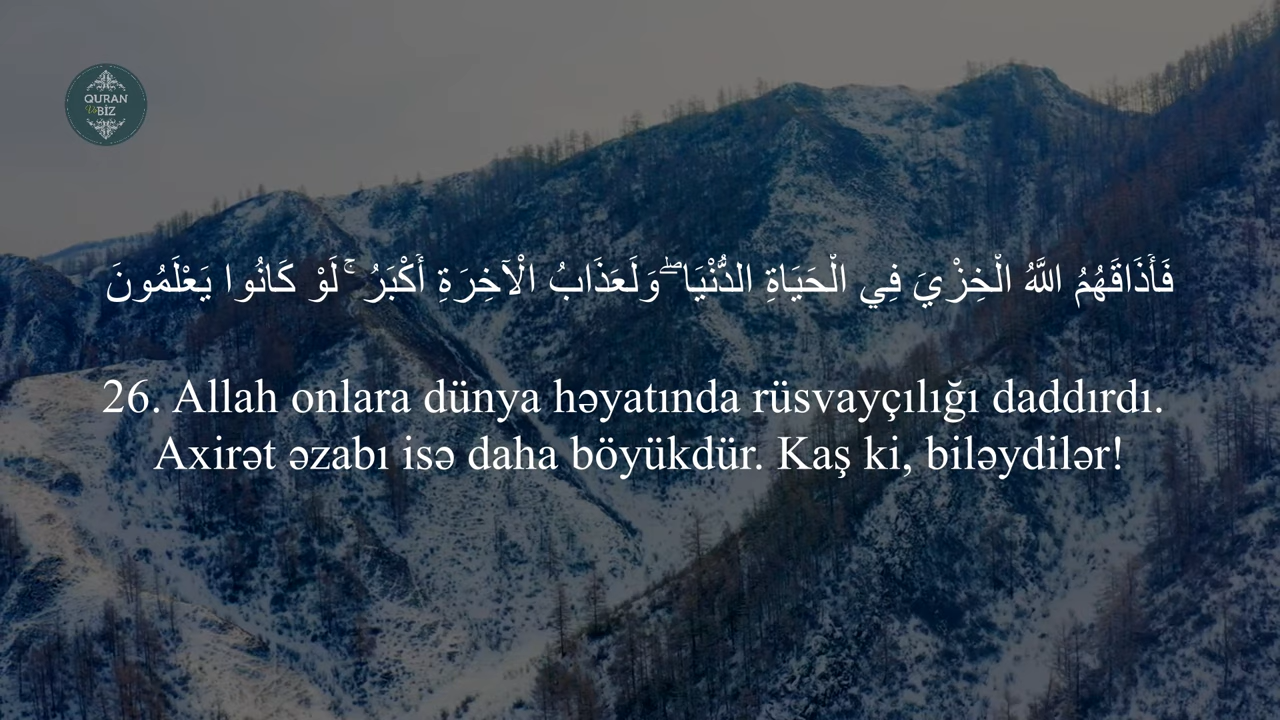 QURAN
Və BİZ
فَأَذَاقَهُمُ اللَّهُ الْخِزْيَ فِي الْحَيَاةِ الدُّنْيَا ۖ وَلَعَذَابُ الْآخِرَةِ أَكْبَرُ ۚ لَوْ كَانُوا يَعْلَمُونَ
26. Allah onlara dünya həyatında rüsvayçılığı daddırdı.
Axirət əzabı isə daha böyükdür. Kaş ki, biləydilər!